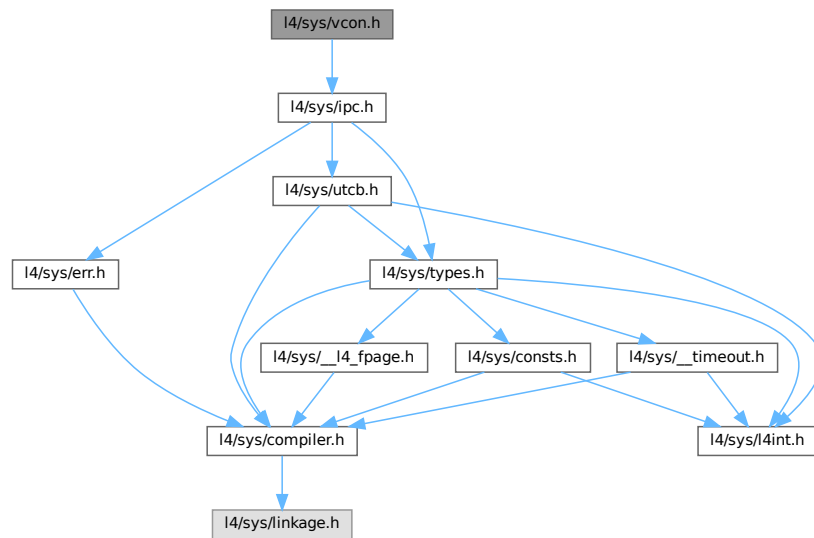 l4/sys/vcon.h
l4/sys/ipc.h
l4/sys/utcb.h
l4/sys/err.h
l4/sys/types.h
l4/sys/__l4_fpage.h
l4/sys/consts.h
l4/sys/__timeout.h
l4/sys/compiler.h
l4/sys/l4int.h
l4/sys/linkage.h